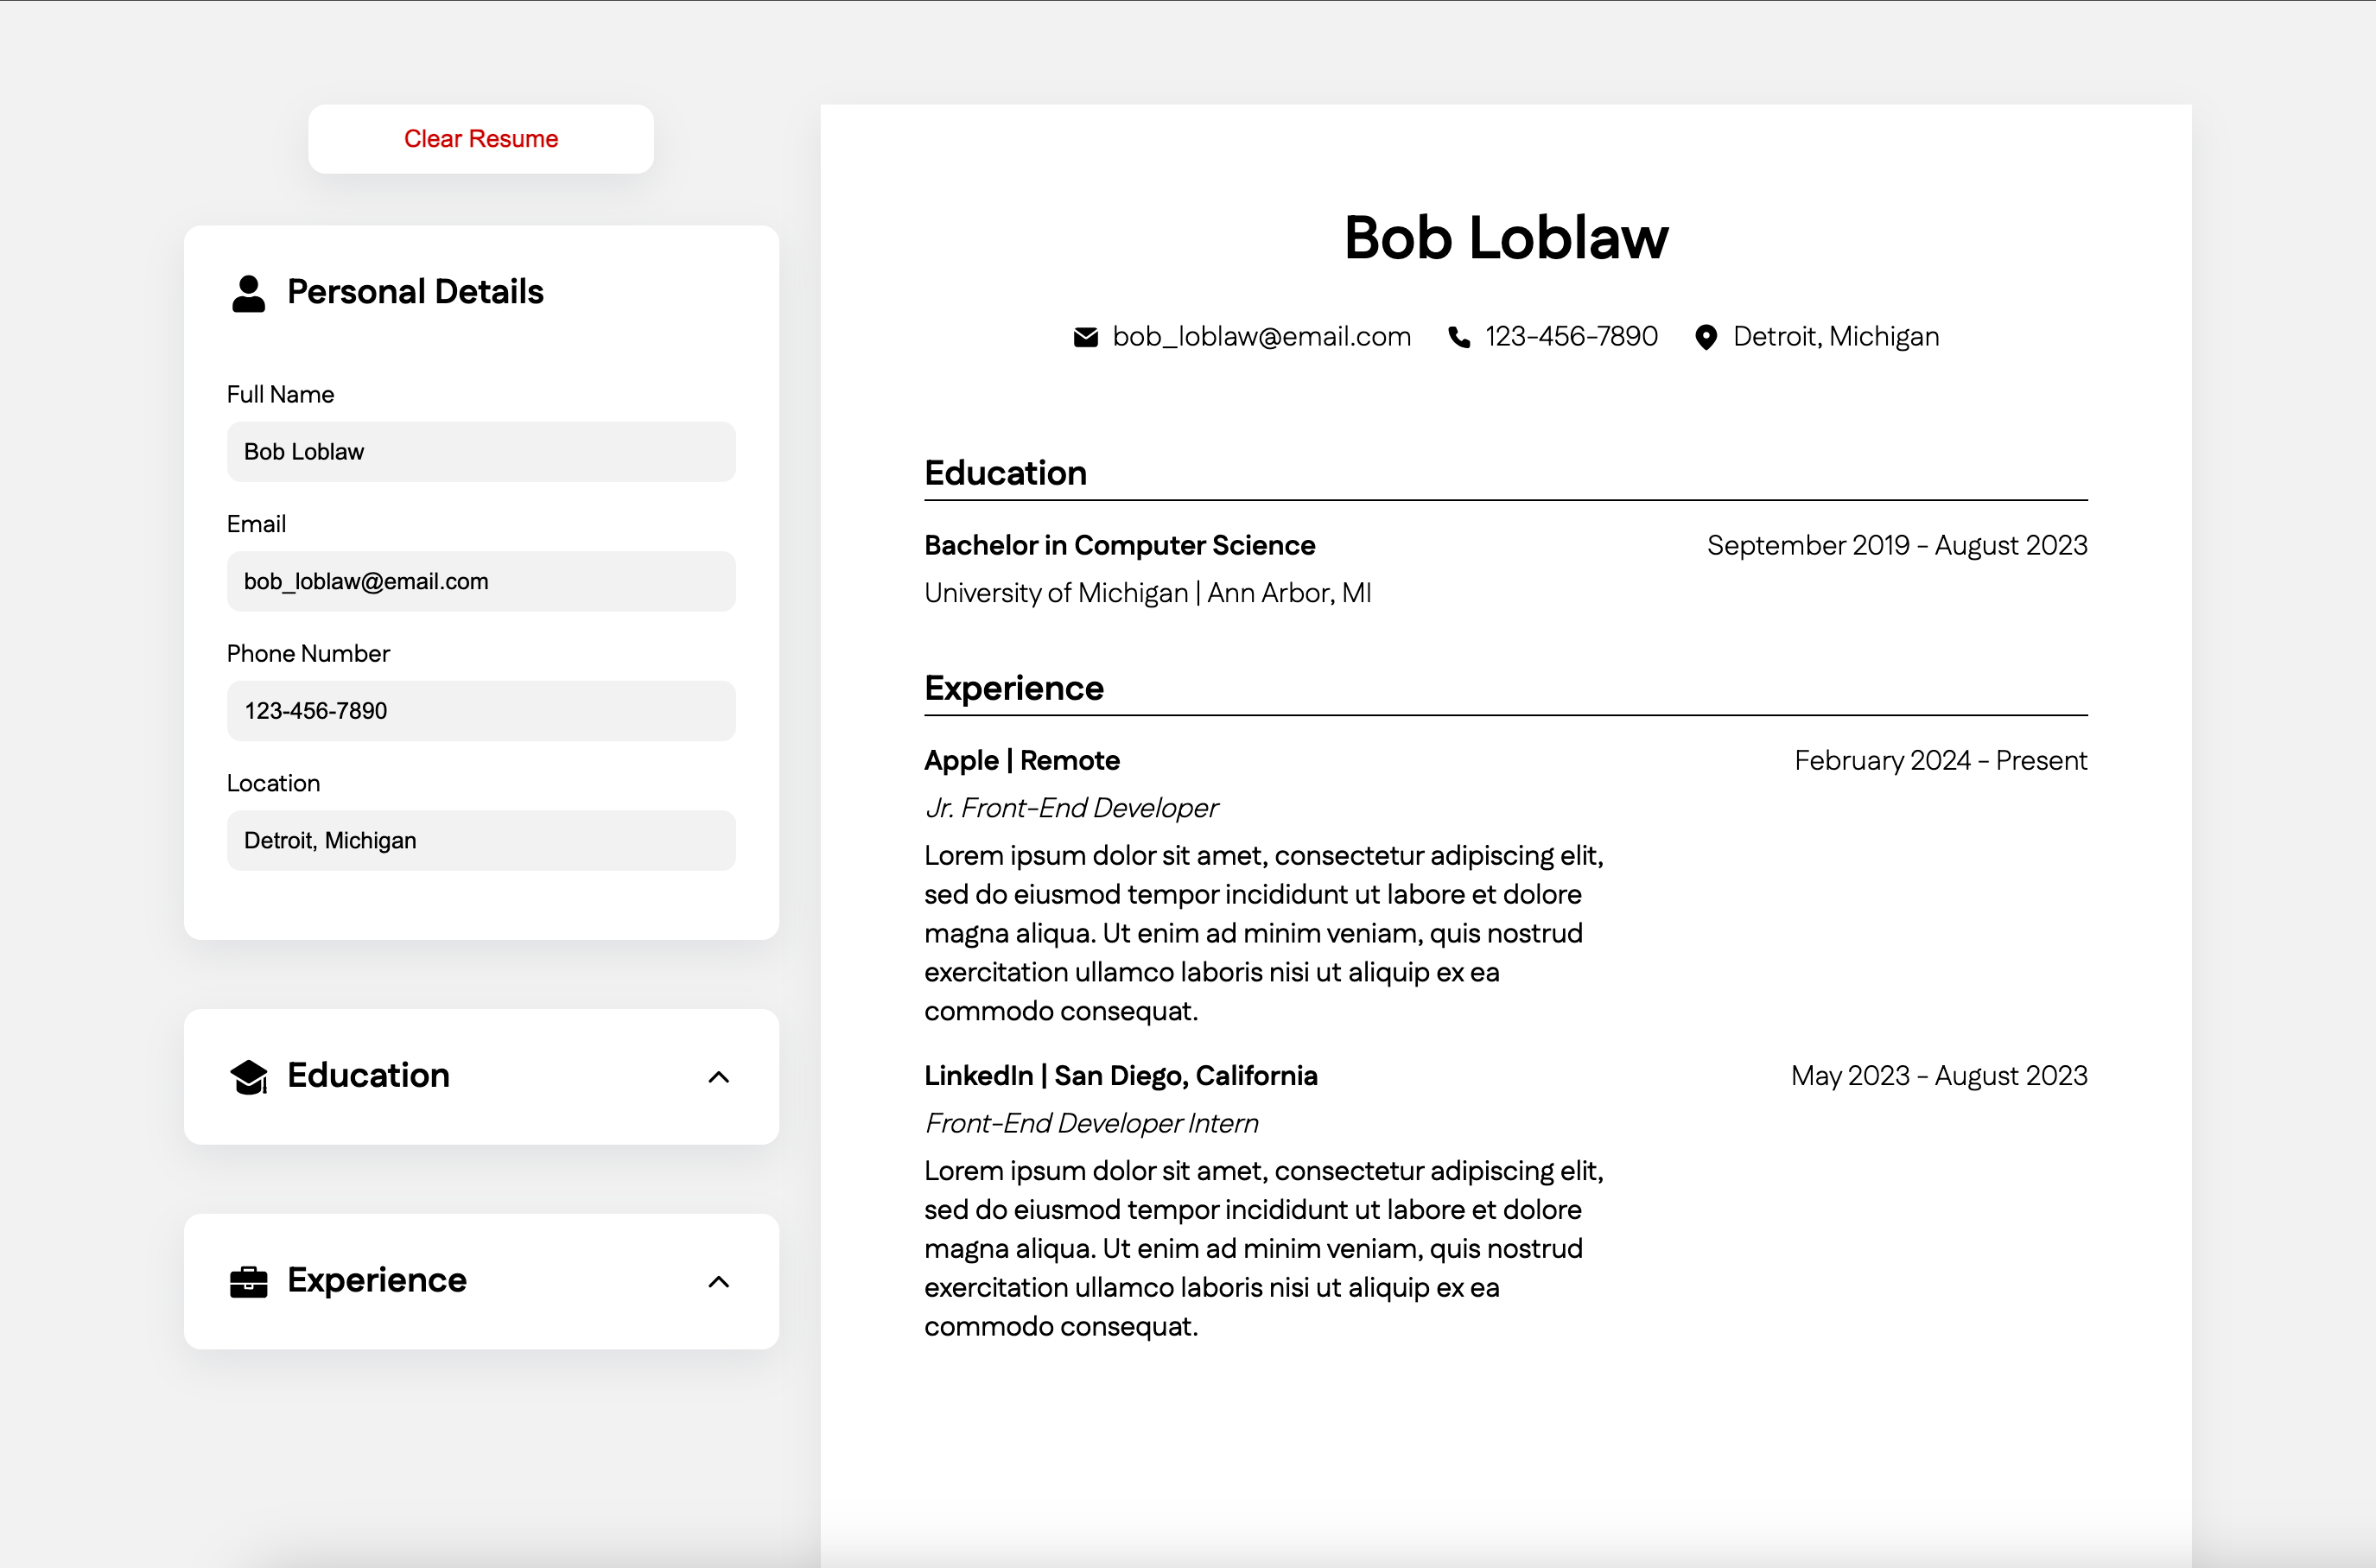 Clear Resume
Personal Details
Full Name
Bob Loblaw
Email
bob_loblaw@email.com
Phone Number
123-456-7890
Location
Detroit, Michigan
Education
Experience
Bob Loblaw
bob_loblaw@email.com 123-456-7890 Detroit, Michigan
Education
Bachelor in Computer Science September 2019 - August 2023
University of Michigan | Ann Arbor, MI
Experience
Apple | Remote February 2024 - Present
Jr. Front-End Developer
Lorem ipsum dolor sit amet, consectetur adipiscing elit,
sed do eiusmod tempor incididunt ut labore et dolore
magna aliqua. Ut enim ad minim veniam, quis nostrud
exercitation ullamco laboris nisi ut aliquip ex ea
commodo consequat.
LinkedIn | San Diego, California May 2023 - August 2023
Front-End Developer Intern
Lorem ipsum dolor sit amet, consectetur adipiscing elit,
sed do eiusmod tempor incididunt ut labore et dolore
magna aliqua. Ut enim ad minim veniam, quis nostrud
exercitation ullamco laboris nisi ut aliquip ex ea
commodo consequat.